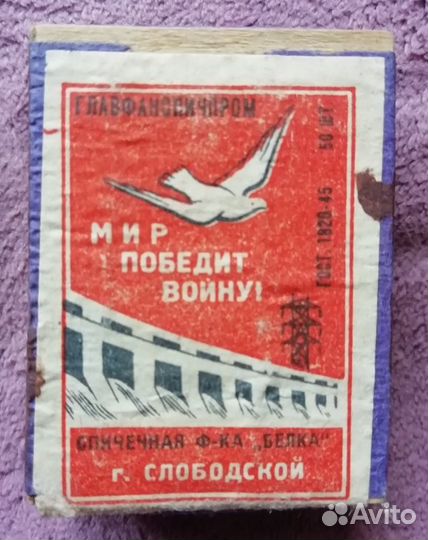 ГЛАВФАНСПИЧПРОМ
МИР
ПОБЕДИТ
ВОЙНУ!
ГОСТ 1820-45 50 ШТ
СПИЧЕЧНАЯ Ф-КА „БЕЛКА"
г. СЛОБОДСКОЙ
Avito